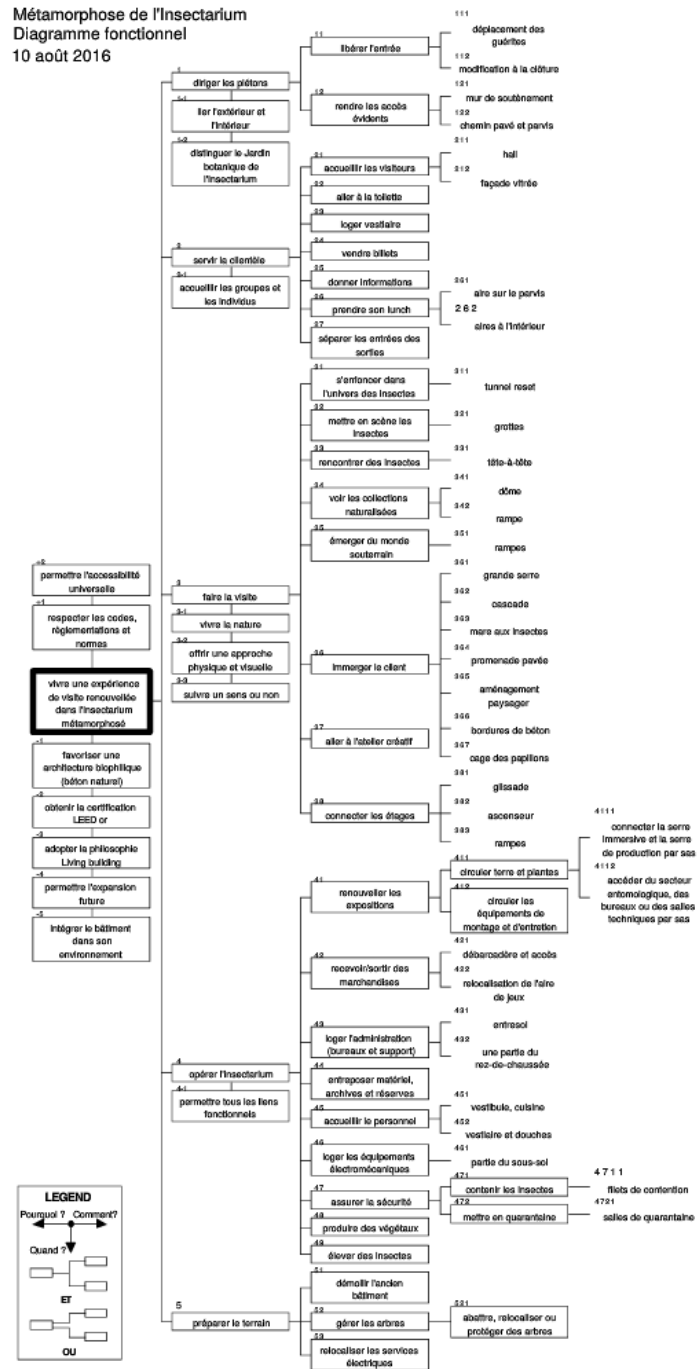 Métamorphose de l'Insectarium
Diagramme fonctionnel
10 août 2016
1
diriger les piétons
1-1
lier l'extérieur et
l'intérieur
1-2
distinguer le Jardin
botanique de
l'Insectarium
11
libérer l'entrée
111
déplacement des
guérites
112
modification à la clôture
12
rendre les accès
évidents
121
mur de soutènement
122
chemin pavé et parvis
2
servir la clientèle
2-1
accueillir les groupes et
les individus
21
accueillir les visiteurs
211
hall
212
façade vitrée
22
aller à la toilette
23
loger vestiaire
24
vendre billets
25
donner informations
26
prendre son lunch
261
aire sur le parvis
262
aires à l'intérieur
27
séparer les entrées des
sorties
+2
permettre l'accessibilité
universelle
+1
respecter les codes,
réglementations et
normes
vivre une expérience
de visite renouvellée
dans l'insectarium
métamorphosé
-1
favoriser une
architecture biophilique
(béton naturel)
-2
obtenir la certification
LEED or
-3
adopter la philosophie
Living building
-4
permettre l'expansion
future
-5
intégrer le bâtiment
dans son
environnement
3
faire la visite
3-1
vivre la nature
3-2
offrir une approche
physique et visuelle
3-3
suivre un sens ou non
31
s'enfoncer dans
l'univers des insectes
311
tunnel reset
32
mettre en scène les
insectes
321
grottes
33
rencontrer des insectes
331
tête-à-tête
34
voir les collections
naturalisées
341
dôme
342
rampe
35
émerger du monde
souterrain
351
rampes
36
immerger le client
361
grande serre
362
cascade
363
mare aux insectes
364
promenade pavée
365
aménagement
paysager
366
bordures de béton
367
cage des papillons
37
aller à l'atelier créatif
38
connecter les étages
381
glissade
382
ascenseur
383
rampes
4
opérer l'insectarium
4-1
permettre tous les liens
fonctionnels
41
renouveller les
expositions
411
circuler terre et plantes
4111
connecter la serre
immersive et la serre
de production par sas
4112
accéder du secteur
entomologique, des
bureaux ou des salles
techniques par sas
412
circuler les
équipements de
montage et d'entretien
42
recevoir/sortir des
marchandises
421
débarcadère et accès
422
relocalisation de l'aire
de jeux
43
loger l'administration
(bureaux et support)
431
entresol
432
une partie du
rez-de-chaussée
44
entreposer matériel,
archives et réserves
45
accueillir le personnel
451
vestibule, cuisine
452
vestiaire et douches
46
loger les équipements
électromécaniques
461
partie du sous-sol
47
assurer la sécurité
471
contenir les insectes
4711
filets de contention
472
mettre en quarantaine
4721
salles de quarantaine
48
produire des végétaux
49
élever des insectes
5
préparer le terrain
51
démolir l'ancien
bâtiment
52
gérer les arbres
521
abattre, relocaliser ou
protéger des arbres
53
relocaliser les services
électriques
LEGEND
Pourquoi ? Comment?
Quand ?
ET
OU